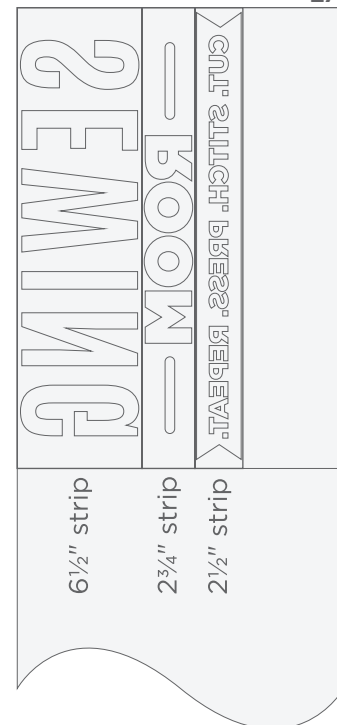 SEWING
ROOM
CUT. STITCH. PRESS. REPEAT.
6½" strip
2¾" strip
2½" strip